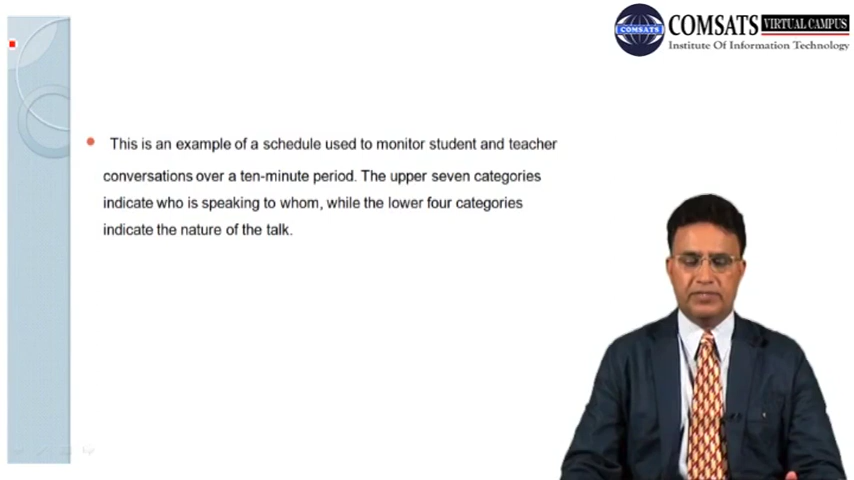 COMSATS VIRTUAL CAMPUS
COMSATS
Institute Of Information Technology
This is an example of a schedule used to monitor student and teacher
conversations over a ten-minute period. The upper seven categories
indicate who is speaking to whom, while the lower four categories
indicate the nature of the talk.